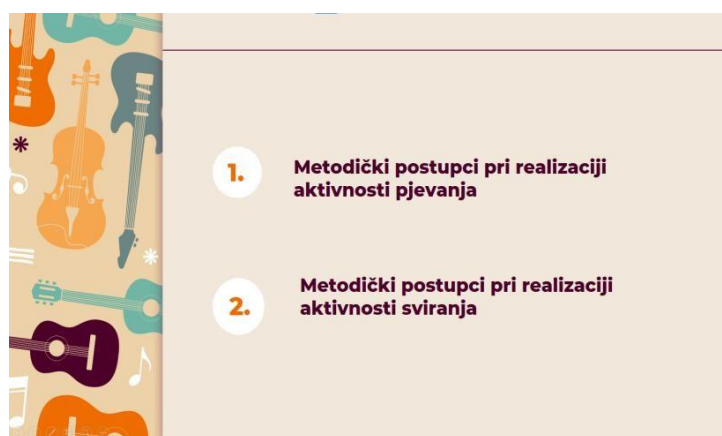 1. Metodički postupci pri realizaciji
aktivnosti pjevanja
2. Metodički postupci pri realizaciji
aktivnosti sviranja